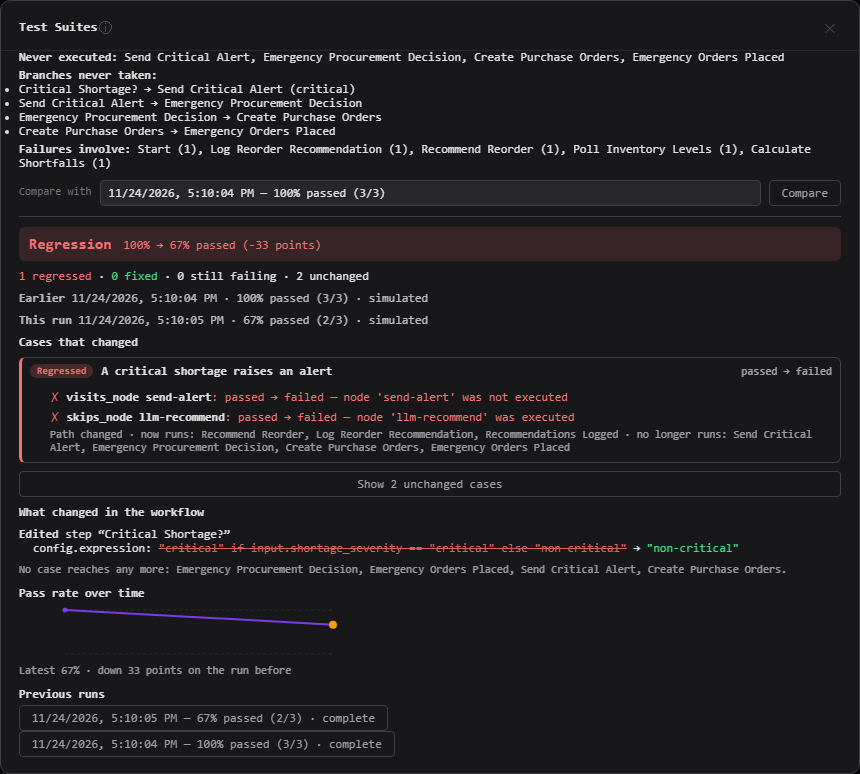 Test Suites ⓘ
Never executed: Send Critical Alert, Emergency Procurement Decision, Create Purchase Orders, Emergency Orders Placed
Branches never taken:
• Critical Shortage? → Send Critical Alert (critical)
• Send Critical Alert → Emergency Procurement Decision
• Emergency Procurement Decision → Create Purchase Orders
• Create Purchase Orders → Emergency Orders Placed
Failures involve: Start (1), Log Reorder Recommendation (1), Recommend Reorder (1), Poll Inventory Levels (1), Calculate
Shortfalls (1)
Compare with 11/24/2026, 5:10:04 PM — 100% passed (3/3) Compare
Regression 100% → 67% passed (-33 points)
1 regressed · 0 fixed · 0 still failing · 2 unchanged
Earlier 11/24/2026, 5:10:04 PM · 100% passed (3/3) · simulated
This run 11/24/2026, 5:10:05 PM · 67% passed (2/3) · simulated
Cases that changed
Regressed A critical shortage raises an alert passed → failed
✗ visits_node send-alert: passed → failed — node 'send-alert' was not executed
✗ skips_node llm-recommend: passed → failed — node 'llm-recommend' was executed
Path changed · now runs: Recommend Reorder, Log Reorder Recommendation, Recommendations Logged · no longer runs: Send Critical
Alert, Emergency Procurement Decision, Create Purchase Orders, Emergency Orders Placed
Show 2 unchanged cases
What changed in the workflow
Edited step “Critical Shortage?”
config.expression: "critical" if input.shortage_severity == "critical" else "non-critical" → "non-critical"
No case reaches any more: Emergency Procurement Decision, Emergency Orders Placed, Send Critical Alert, Create Purchase Orders.
Pass rate over time
Latest 67% · down 33 points on the run before
Previous runs
11/24/2026, 5:10:05 PM — 67% passed (2/3) · complete
11/24/2026, 5:10:04 PM — 100% passed (3/3) · complete